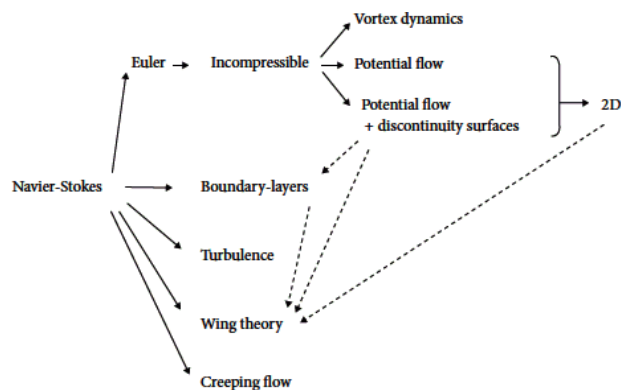 Vortex dynamics
Euler
Incompressible
Potential flow
Potential flow
+ discontinuity surfaces
2D
Navier-Stokes
Boundary-layers
Turbulence
Wing theory
Creeping flow